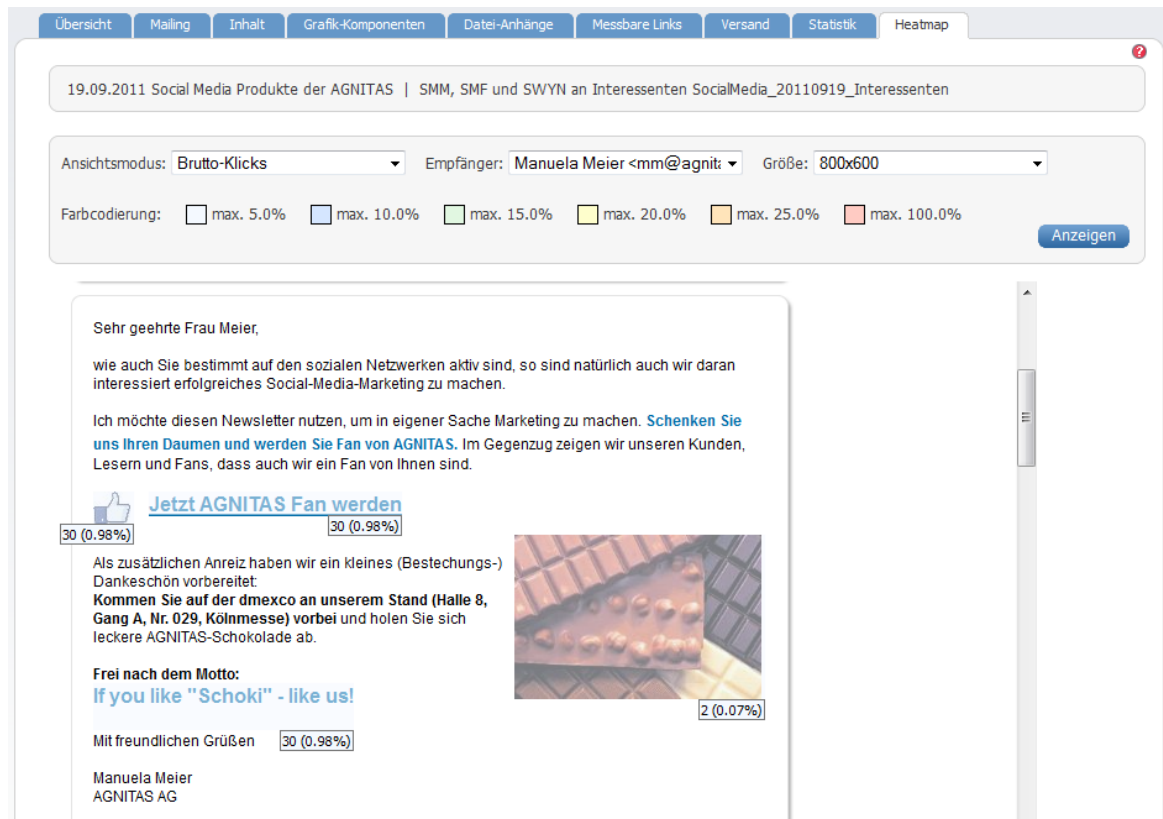 Übersicht Mailing Inhalt Grafik-Komponenten Datei-Anhänge Messbare Links Versand Statistik Heatmap
?
19.09.2011 Social Media Produkte der AGNITAS | SMM, SMF und SWYN an Interessenten SocialMedia_20110919_Interessenten
Ansichtsmodus: Brutto-Klicks Empfänger: Manuela Meier <mm@agnita Größe: 800x600
Farbcodierung: max. 5.0% max. 10.0% max. 15.0% max. 20.0% max. 25.0% max. 100.0%
Anzeigen
Sehr geehrte Frau Meier,
wie auch Sie bestimmt auf den sozialen Netzwerken aktiv sind, so sind natürlich auch wir daran
interessiert erfolgreiches Social-Media-Marketing zu machen.
Ich möchte diesen Newsletter nutzen, um in eigener Sache Marketing zu machen. Schenken Sie
uns Ihren Daumen und werden Sie Fan von AGNITAS. Im Gegenzug zeigen wir unseren Kunden,
Lesern und Fans, dass auch wir ein Fan von Ihnen sind.
Jetzt AGNITAS Fan werden
30 (0.98%)
30 (0.98%)
Als zusätzlichen Anreiz haben wir ein kleines (Bestechungs-)
Dankeschön vorbereitet:
Kommen Sie auf der dmexco an unserem Stand (Halle 8,
Gang A, Nr. 029, Kölnmesse) vorbei und holen Sie sich
leckere AGNITAS-Schokolade ab.
Frei nach dem Motto:
If you like "Schoki" - like us!
2 (0.07%)
Mit freundlichen Grüßen 30 (0.98%)
Manuela Meier
AGNITAS AG